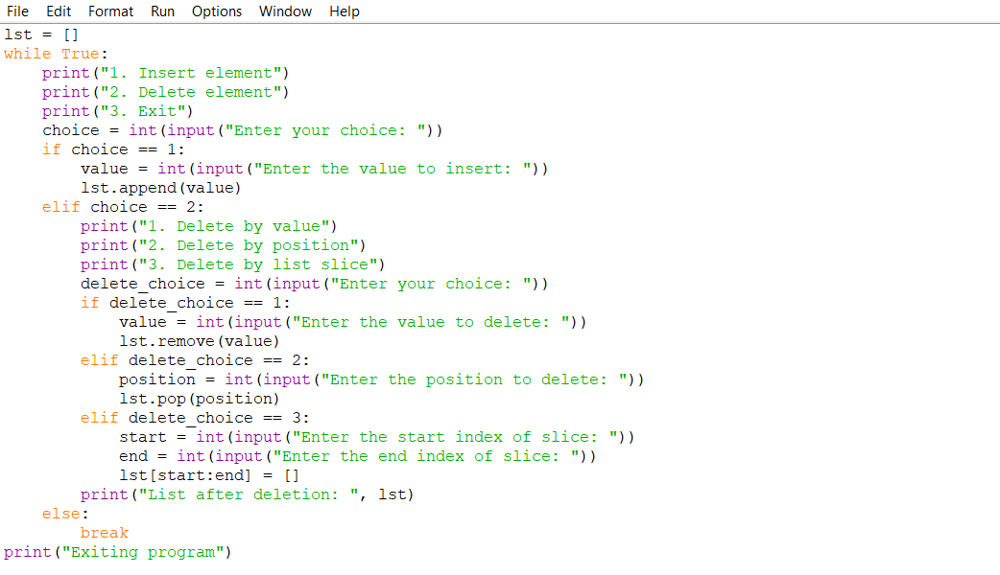 File Edit Format Run Options Window Help
lst = []
while True:
    print("1. Insert element")
    print("2. Delete element")
    print("3. Exit")
    choice = int(input("Enter your choice: "))
    if choice == 1:
        value = int(input("Enter the value to insert: "))
        lst.append(value)
    elif choice == 2:
        print("1. Delete by value")
        print("2. Delete by position")
        print("3. Delete by list slice")
        delete_choice = int(input("Enter your choice: "))
        if delete_choice == 1:
            value = int(input("Enter the value to delete: "))
            lst.remove(value)
        elif delete_choice == 2:
            position = int(input("Enter the position to delete: "))
            lst.pop(position)
        elif delete_choice == 3:
            start = int(input("Enter the start index of slice: "))
            end = int(input("Enter the end index of slice: "))
            lst[start:end] = []
        print("List after deletion: ", lst)
    else:
        break
print("Exiting program")